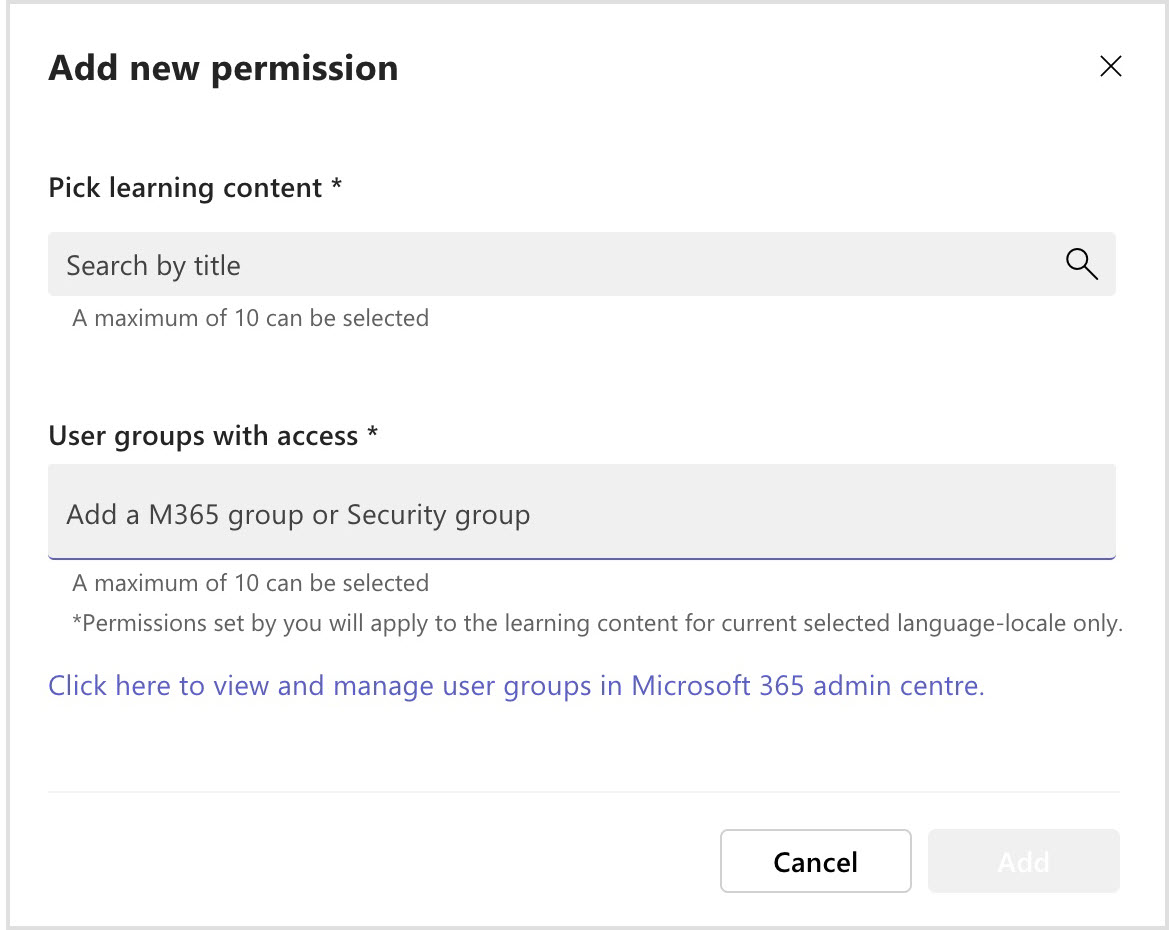 Add new permission
Pick learning content *
Search by title
A maximum of 10 can be selected
User groups with access *
Add a M365 group or Security group
A maximum of 10 can be selected
*Permissions set by you will apply to the learning content for current selected language-locale only.
Click here to view and manage user groups in Microsoft 365 admin centre.
Cancel
Add